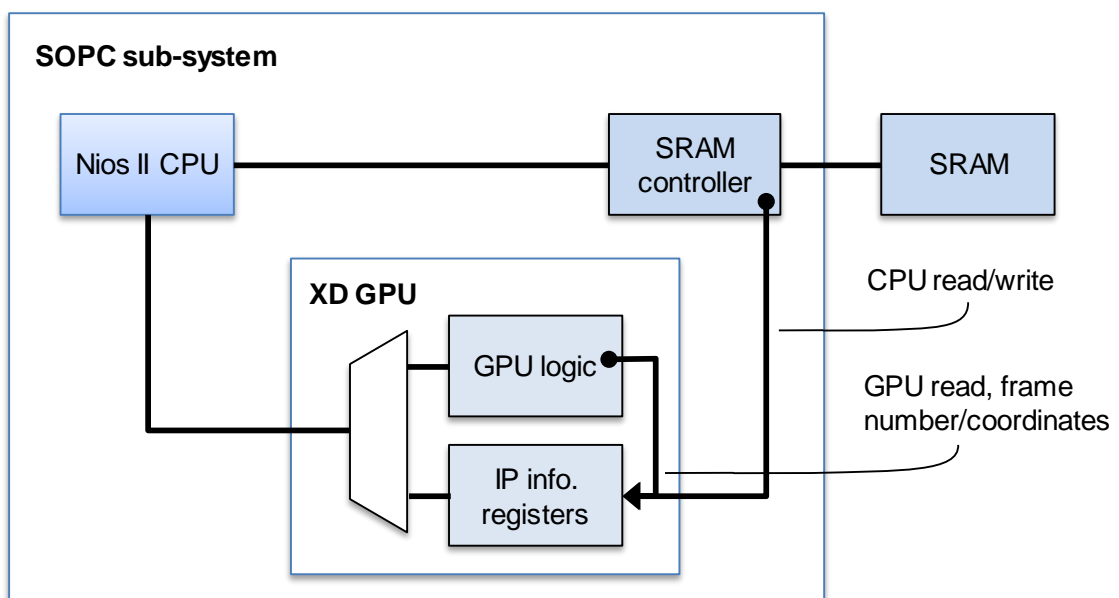 SOPC sub-system
Nios II CPU
SRAM
controller
SRAM
CPU read/write
XD GPU
GPU logic
GPU read, frame
number/coordinates
IP info.
registers